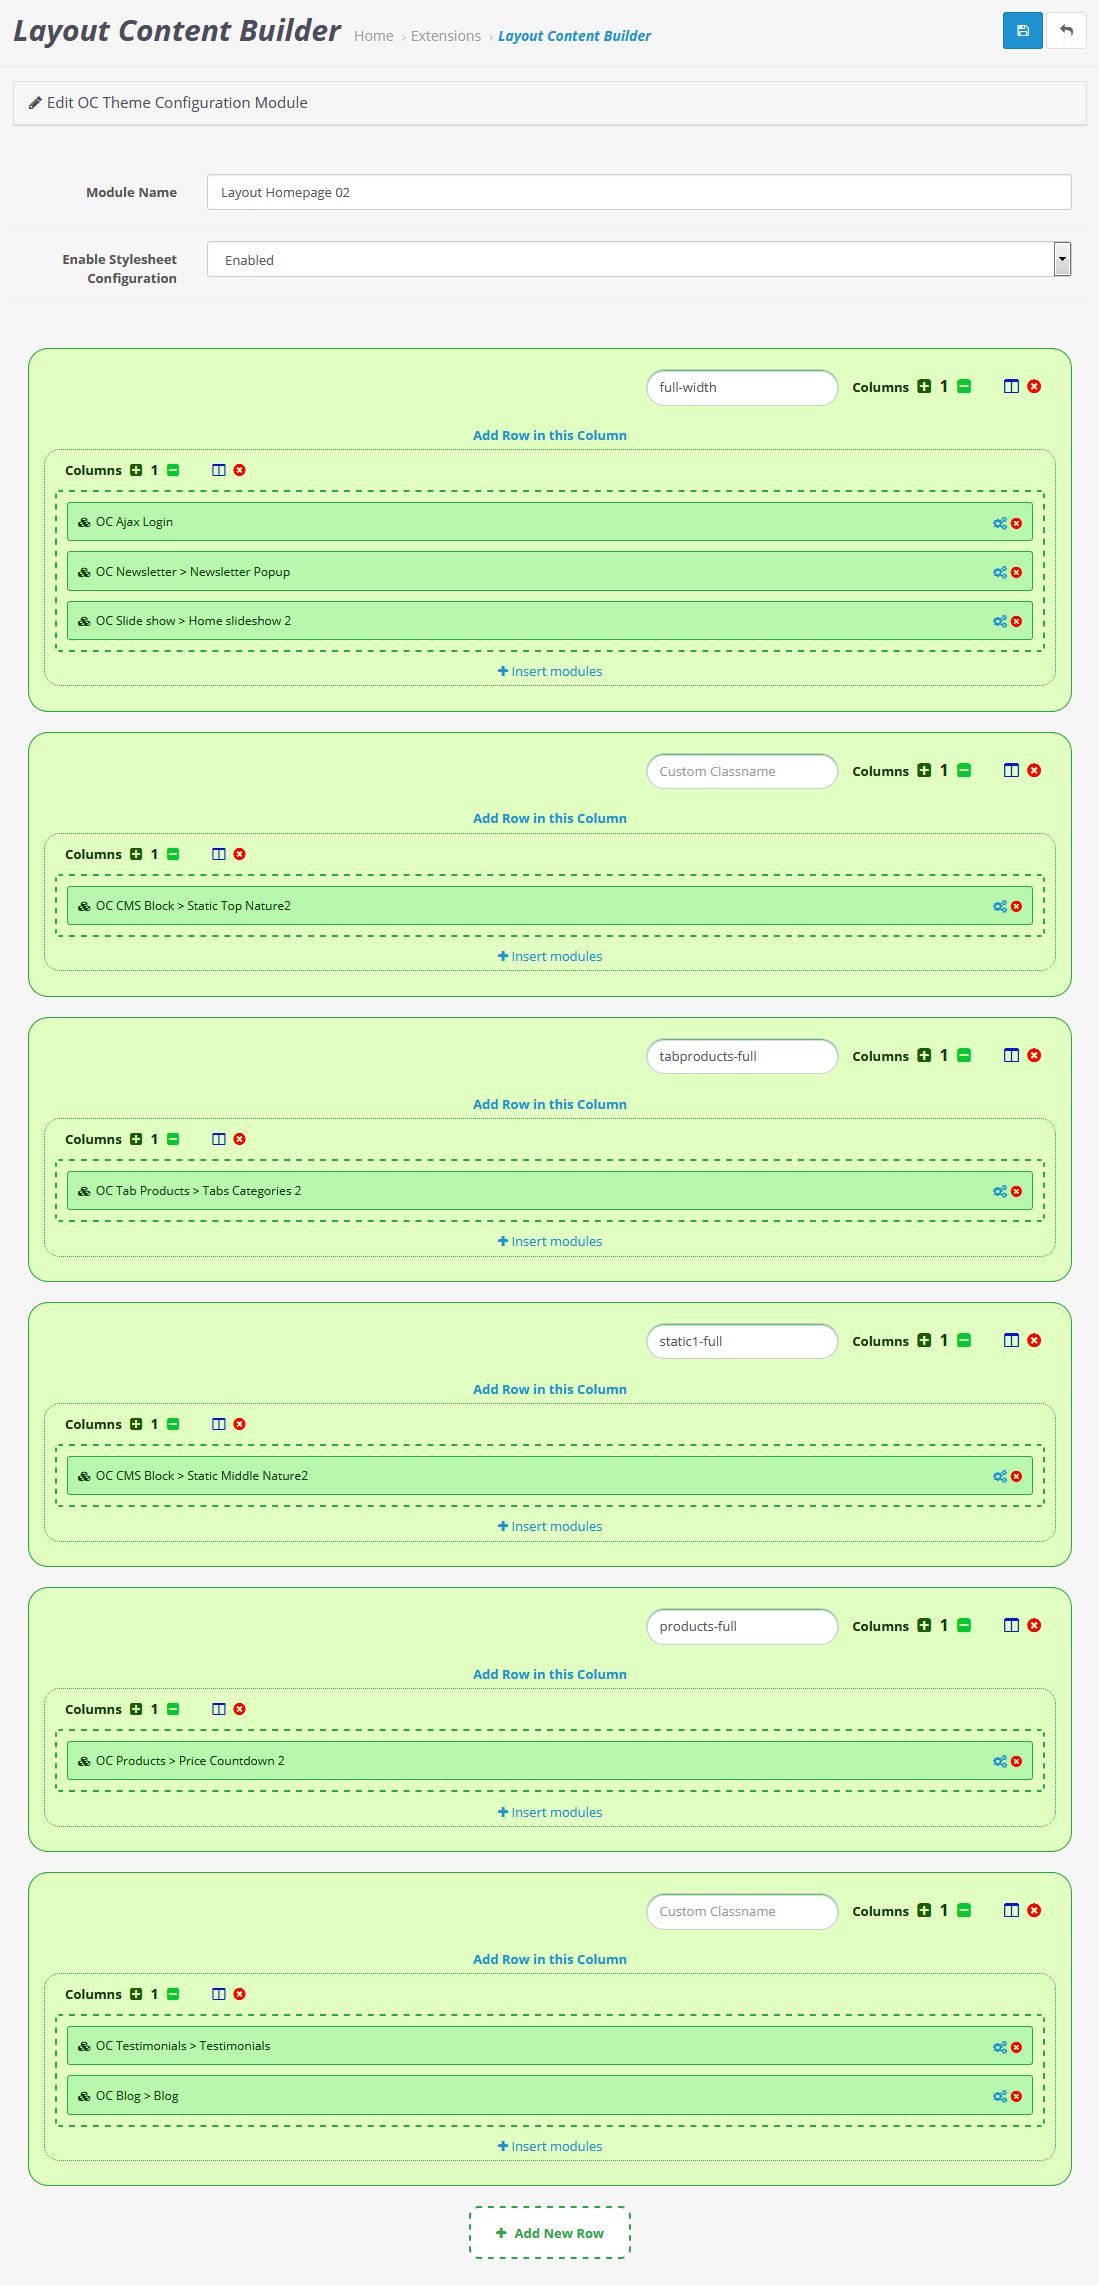 Layout Content Builder Home › Extensions › Layout Content Builder
Edit OC Theme Configuration Module
Module Name Layout Homepage 02
Enable Stylesheet Configuration Enabled
full-width Columns 1
Add Row in this Column
Columns 1
OC Ajax Login
OC Newsletter > Newsletter Popup
OC Slide show > Home slideshow 2
Insert modules
Custom Classname Columns 1
Add Row in this Column
Columns 1
OC CMS Block > Static Top Nature2
Insert modules
tabproducts-full Columns 1
Add Row in this Column
Columns 1
OC Tab Products > Tabs Categories 2
Insert modules
static1-full Columns 1
Add Row in this Column
Columns 1
OC CMS Block > Static Middle Nature2
Insert modules
products-full Columns 1
Add Row in this Column
Columns 1
OC Products > Price Countdown 2
Insert modules
Custom Classname Columns 1
Add Row in this Column
Columns 1
OC Testimonials > Testimonials
OC Blog > Blog
Insert modules
Add New Row